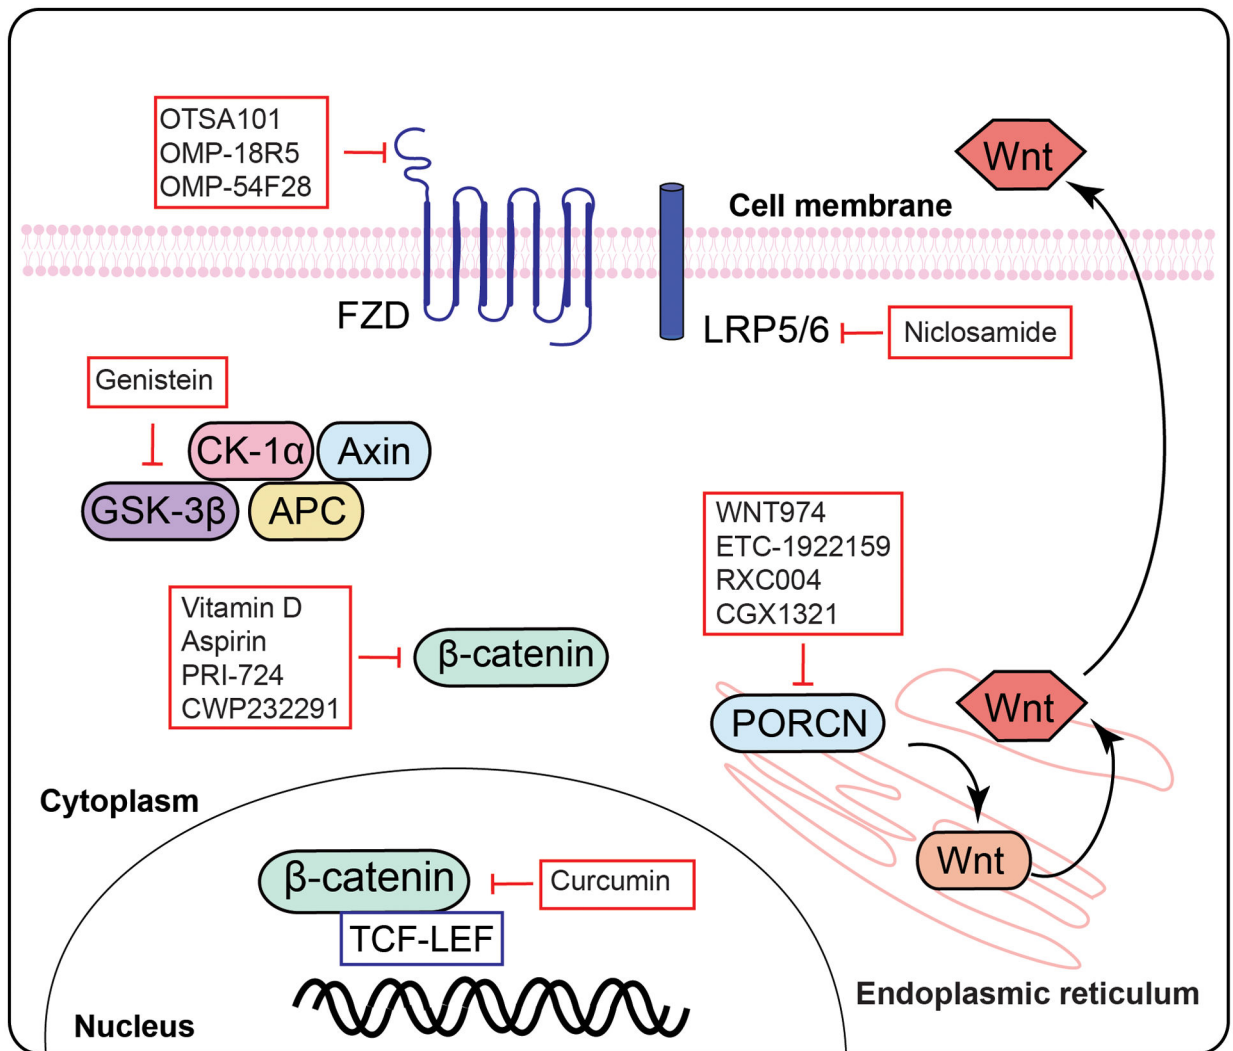 OTSA101
OMP-18R5
OMP-54F28
Wnt
Cell membrane
FZD
LRP5/6
Niclosamide
Genistein
CK-1α
Axin
GSK-3β
APC
WNT974
ETC-1922159
RXC004
CGX1321
Vitamin D
Aspirin
PRI-724
CWP232291
β-catenin
PORCN
Wnt
Cytoplasm
Wnt
β-catenin
Curcumin
TCF-LEF
Endoplasmic reticulum
Nucleus